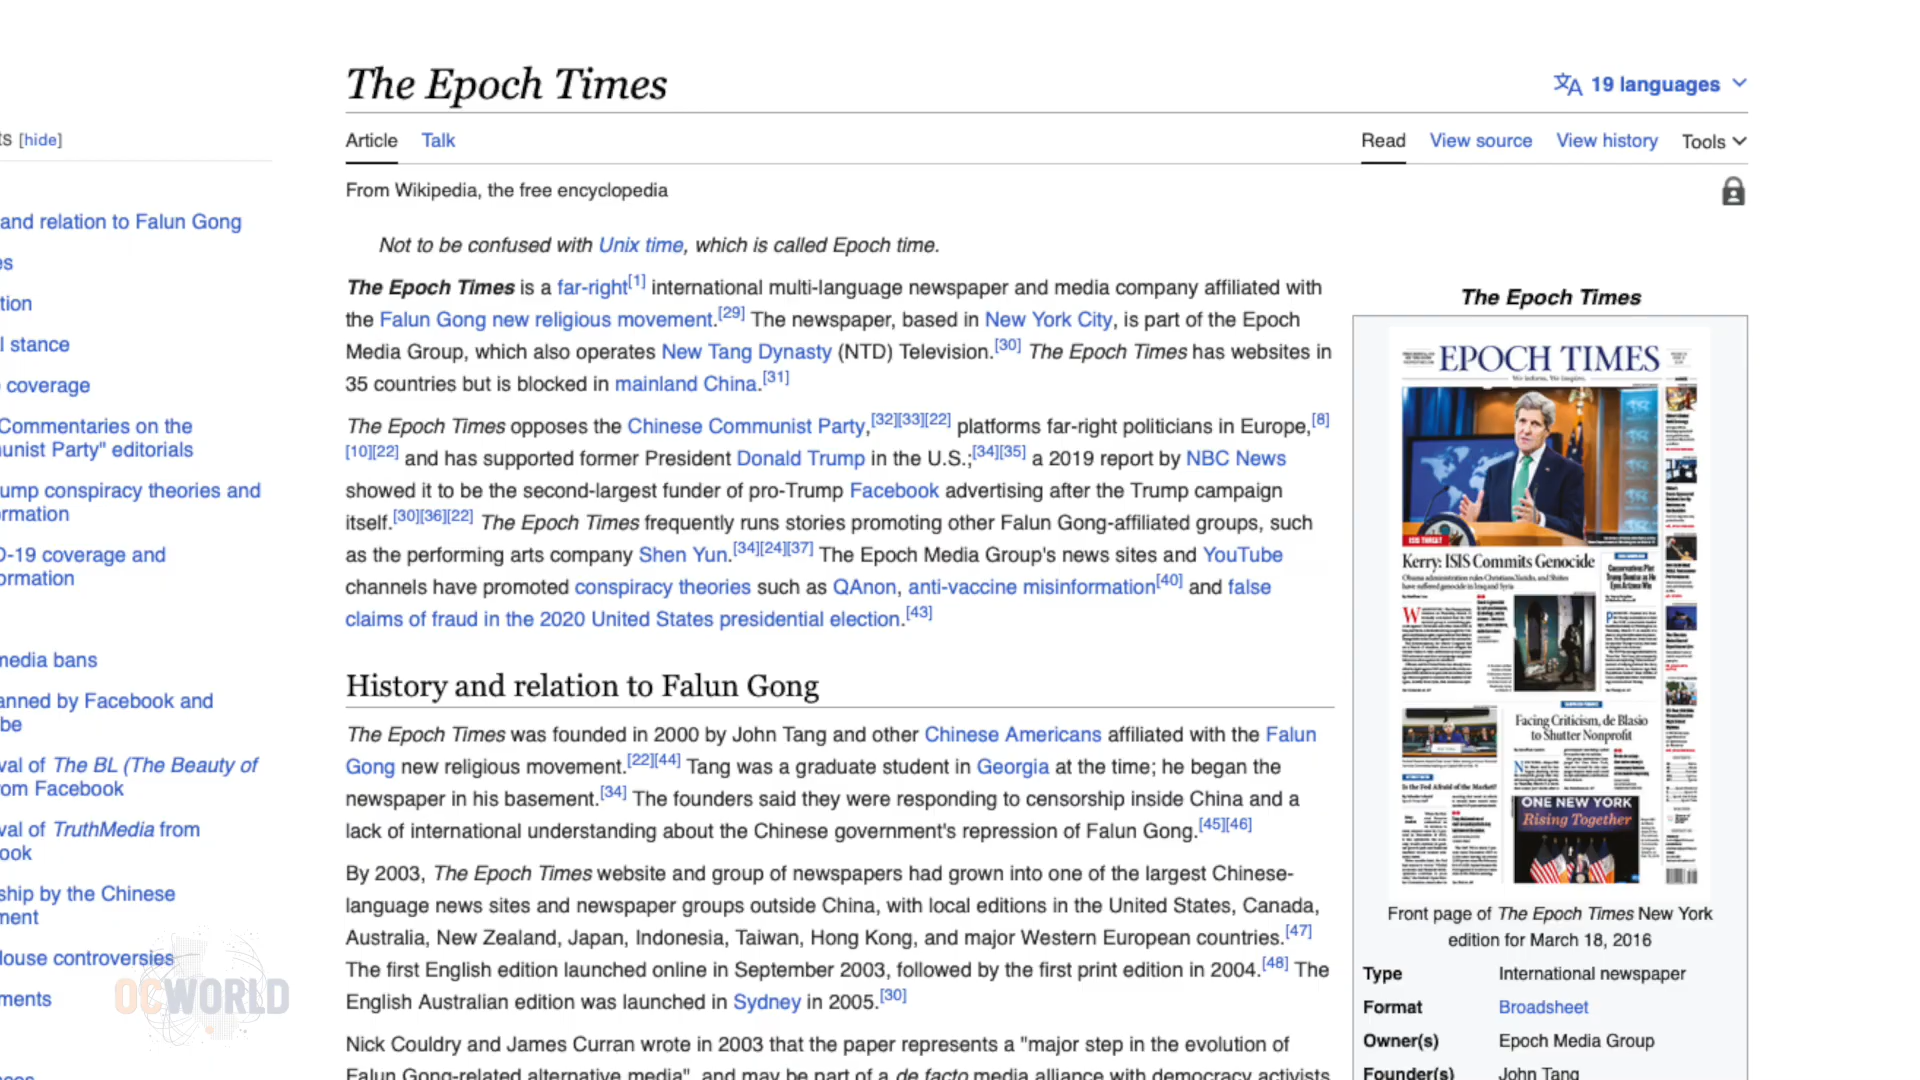 The Epoch Times
19 languages
[hide]
Article Talk
Read View source View history Tools
From Wikipedia, the free encyclopedia
Not to be confused with Unix time, which is called Epoch time.
and relation to Falun Gong
stance
coverage
Commentaries on the
Party" editorials
conspiracy theories and
coverage and
media bans
by Facebook and
of The BL (The Beauty of
from Facebook
of TruthMedia from
by the Chinese
controversies
The Epoch Times is a far-right[1] international multi-language newspaper and media company affiliated with
the Falun Gong new religious movement.[29] The newspaper, based in New York City, is part of the Epoch
Media Group, which also operates New Tang Dynasty (NTD) Television.[30] The Epoch Times has websites in
35 countries but is blocked in mainland China.[31]
The Epoch Times opposes the Chinese Communist Party,[32][33][22] platforms far-right politicians in Europe,[8]
[10][22] and has supported former President Donald Trump in the U.S.;[34][35] a 2019 report by NBC News
showed it to be the second-largest funder of pro-Trump Facebook advertising after the Trump campaign
itself.[30][36][22] The Epoch Times frequently runs stories promoting other Falun Gong-affiliated groups, such
as the performing arts company Shen Yun.[34][24][37] The Epoch Media Group's news sites and YouTube
channels have promoted conspiracy theories such as QAnon, anti-vaccine misinformation[40] and false
claims of fraud in the 2020 United States presidential election.[43]
History and relation to Falun Gong
The Epoch Times was founded in 2000 by John Tang and other Chinese Americans affiliated with the Falun
Gong new religious movement.[22][44] Tang was a graduate student in Georgia at the time; he began the
newspaper in his basement.[34] The founders said they were responding to censorship inside China and a
lack of international understanding about the Chinese government's repression of Falun Gong.[45][46]
By 2003, The Epoch Times website and group of newspapers had grown into one of the largest Chinese-
language news sites and newspaper groups outside China, with local editions in the United States, Canada,
Australia, New Zealand, Japan, Indonesia, Taiwan, Hong Kong, and major Western European countries.[47]
The first English edition launched online in September 2003, followed by the first print edition in 2004.[48] The
English Australian edition was launched in Sydney in 2005.[30]
Nick Couldry and James Curran wrote in 2003 that the paper represents a "major step in the evolution of
Falun Gong-related alternative media", and may be part of a de facto media alliance with democracy activists
The Epoch Times
EPOCH TIMES
ISIS THREAT
Kerry: ISIS Commits Genocide
Facing Criticism, de Blasio
to Shutter Nonprofit
ONE NEW YORK
Rising Together
Front page of The Epoch Times New York
edition for March 18, 2016
Type International newspaper
Format Broadsheet
Owner(s) Epoch Media Group
Founder(s) John Tang
OCWORLD